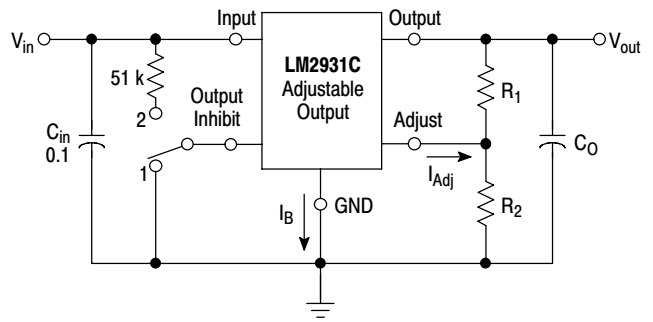 Input
Output
V_in
V_out
LM2931C
Adjustable
Output
51 k
R_1
2
Output
Inhibit
Adjust
C_in
0.1
C_O
1
I_Adj
I_B
GND
R_2